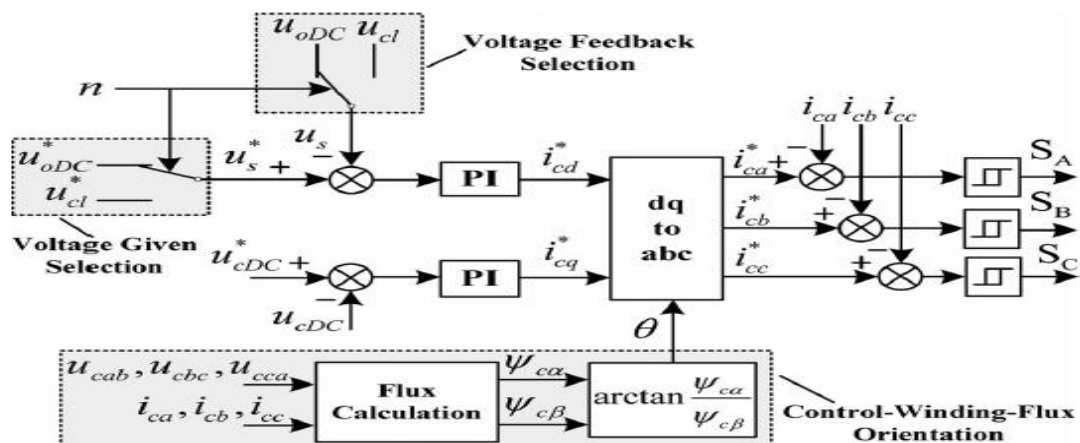 u_oDC u_cl
Voltage Feedback
Selection
n
u_s
u*_oDC
u*_cl
u*_s + −
Voltage Given
Selection
PI
i*_cd
u*_cDC +
−
u_cDC
PI
i*_cq
dq
to
abc
θ
i_ca i_cb i_cc
i*_ca + −
i*_cb + −
i*_cc + −
S_A
S_B
S_C
u_cab, u_cbc, u_cca
i_ca, i_cb, i_cc
Flux
Calculation
ψ_cα
ψ_cβ
arctan ψ_cα / ψ_cβ
Control-Winding-Flux
Orientation